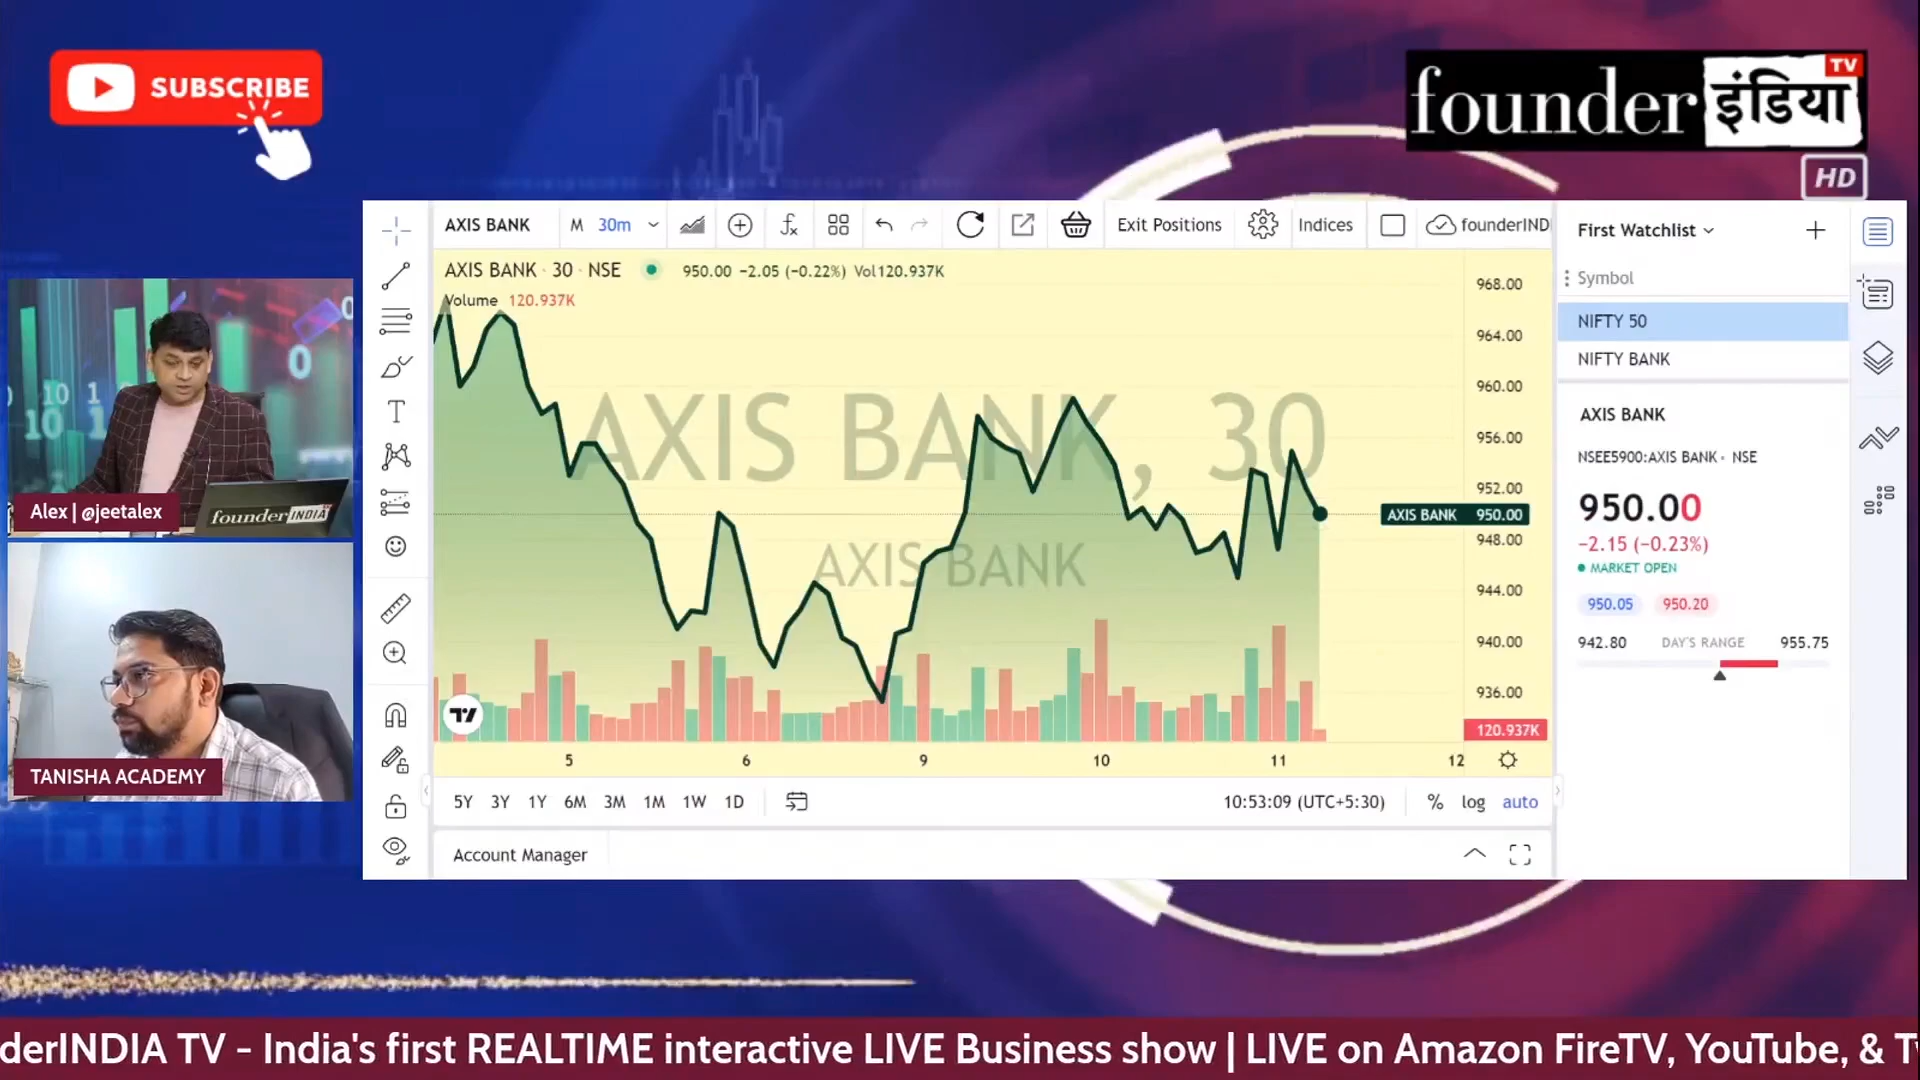 SUBSCRIBE
founder इंडिया TV
HD
AXIS BANK M 30m Exit Positions Indices founderIND
First Watchlist
Symbol
NIFTY 50
NIFTY BANK
AXIS BANK · 30 · NSE 950.00 −2.05 (−0.22%) Vol120.937K
Volume 120.937K
AXIS BANK, 30
AXIS BANK
968.00
964.00
960.00
956.00
952.00
AXIS BANK 950.00
948.00
944.00
940.00
936.00
120.937K
5 6 9 10 11 12
5Y 3Y 1Y 6M 3M 1M 1W 1D 10:53:09 (UTC+5:30) % log auto
Account Manager
AXIS BANK
NSEE5900:AXIS BANK • NSE
950.00
−2.15 (−0.23%)
MARKET OPEN
950.05 950.20
942.80 DAY'S RANGE 955.75
Alex | @jeetalex
founder INDIA
TANISHA ACADEMY
derINDIA TV - India's first REALTIME interactive LIVE Business show | LIVE on Amazon FireTV, YouTube, & Tv